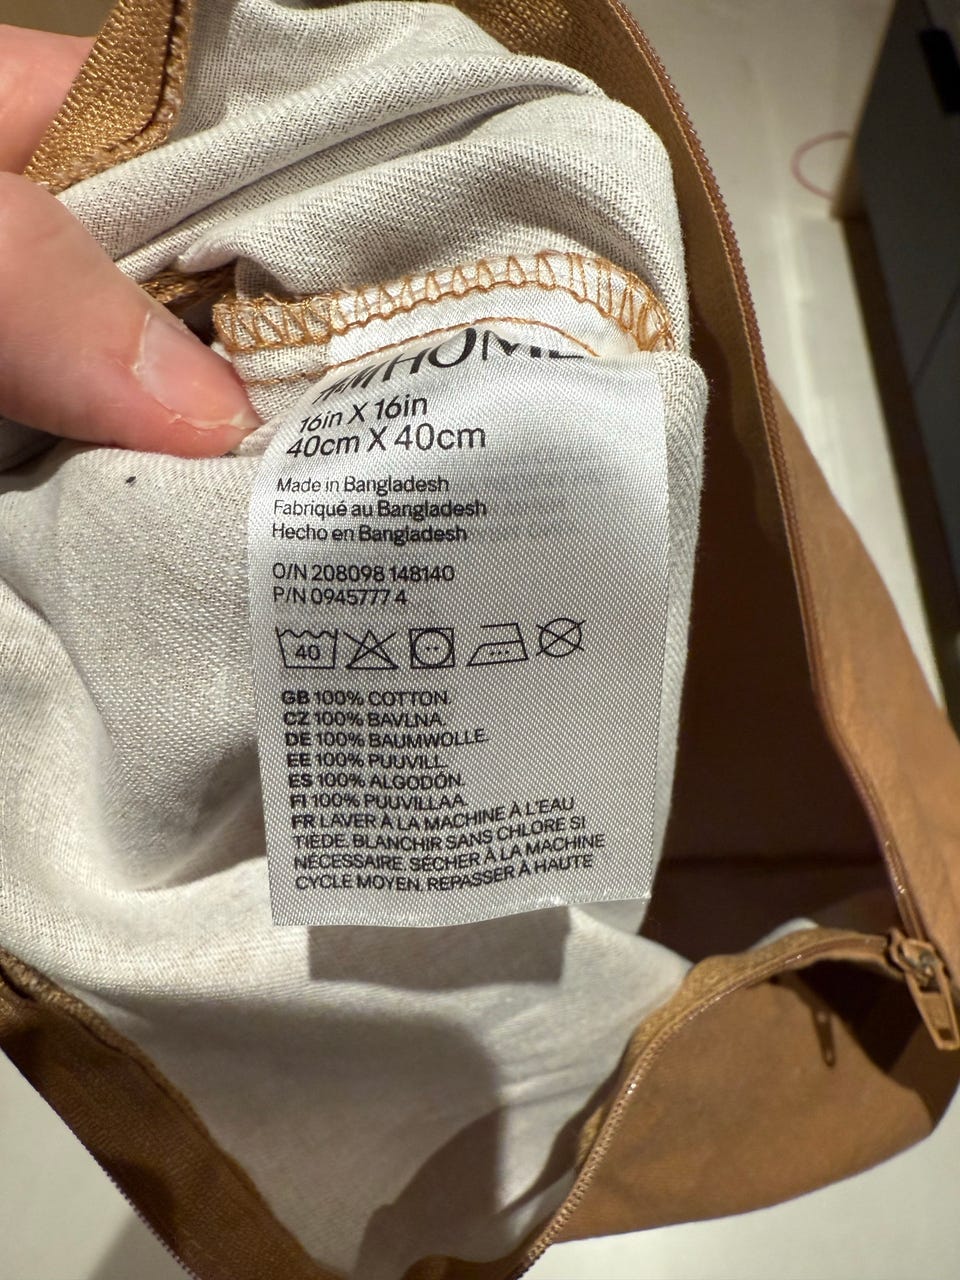 H&M HOME
16in X 16in
40cm X 40cm
Made in Bangladesh
Fabriqué au Bangladesh
Hecho en Bangladesh
O/N 208098 148140
P/N 0945777 4
40
GB 100% COTTON.
CZ 100% BAVLNA.
DE 100% BAUMWOLLE.
EE 100% PUUVILL.
ES 100% ALGODÓN.
FI 100% PUUVILLAA.
FR LAVER À LA MACHINE À L'EAU
TIÈDE. BLANCHIR SANS CHLORE SI
NÉCESSAIRE. SÉCHER À LA MACHINE
CYCLE MOYEN. REPASSER À HAUTE